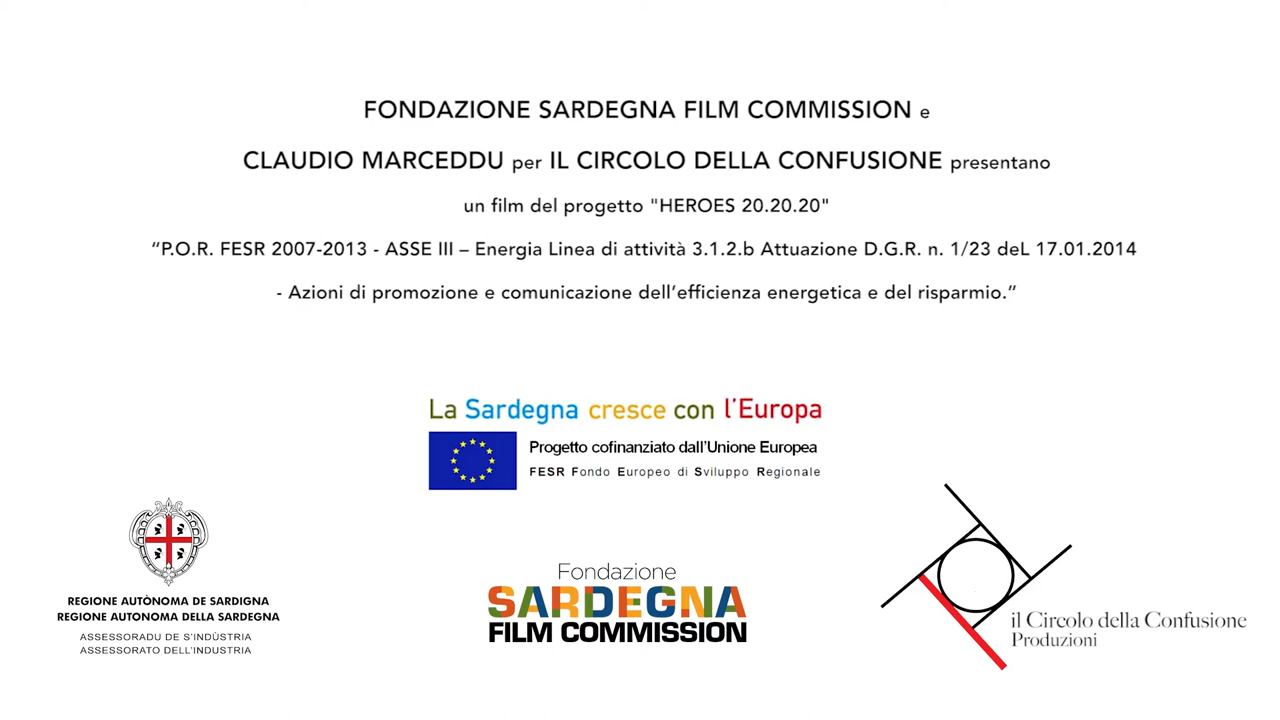 FONDAZIONE SARDEGNA FILM COMMISSION e
CLAUDIO MARCEDDU per IL CIRCOLO DELLA CONFUSIONE presentano
un film del progetto "HEROES 20.20.20"
“P.O.R. FESR 2007-2013 - ASSE III – Energia Linea di attività 3.1.2.b Attuazione D.G.R. n. 1/23 deL 17.01.2014
- Azioni di promozione e comunicazione dell’efficienza energetica e del risparmio.”
La Sardegna cresce con l’Europa
Progetto cofinanziato dall’Unione Europea
FESR Fondo Europeo di Sviluppo Regionale
REGIONE AUTÒNOMA DE SARDIGNA
REGIONE AUTONOMA DELLA SARDEGNA
ASSESSORADU DE S’INDÙSTRIA
ASSESSORATO DELL’INDUSTRIA
Fondazione
SARDEGNA
FILM COMMISSION
il Circolo della Confusione
Produzioni